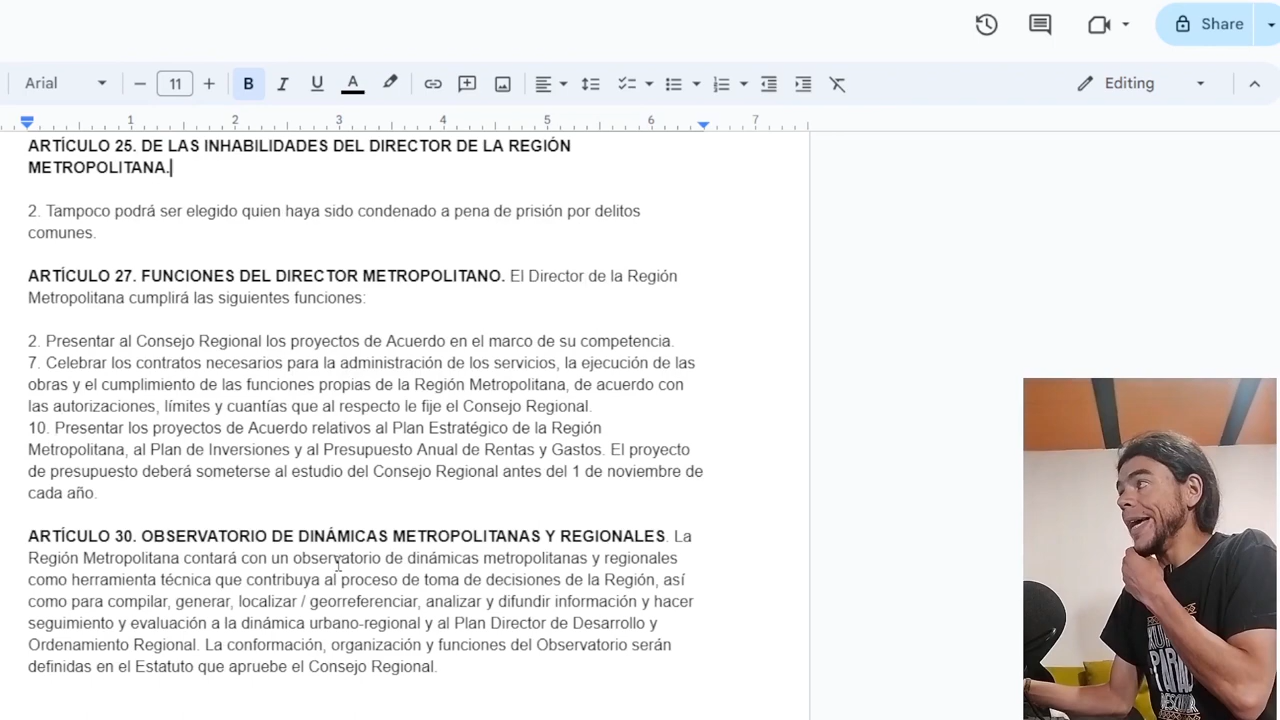 Share
Arial
11
B
I
U
A
Editing
1
2
3
4
5
6
7
ARTÍCULO 25. DE LAS INHABILIDADES DEL DIRECTOR DE LA REGIÓN
METROPOLITANA.
2. Tampoco podrá ser elegido quien haya sido condenado a pena de prisión por delitos
comunes.
ARTÍCULO 27. FUNCIONES DEL DIRECTOR METROPOLITANO. El Director de la Región
Metropolitana cumplirá las siguientes funciones:
2. Presentar al Consejo Regional los proyectos de Acuerdo en el marco de su competencia.
7. Celebrar los contratos necesarios para la administración de los servicios, la ejecución de las
obras y el cumplimiento de las funciones propias de la Región Metropolitana, de acuerdo con
las autorizaciones, límites y cuantías que al respecto le fije el Consejo Regional.
10. Presentar los proyectos de Acuerdo relativos al Plan Estratégico de la Región
Metropolitana, al Plan de Inversiones y al Presupuesto Anual de Rentas y Gastos. El proyecto
de presupuesto deberá someterse al estudio del Consejo Regional antes del 1 de noviembre de
cada año.
ARTÍCULO 30. OBSERVATORIO DE DINÁMICAS METROPOLITANAS Y REGIONALES. La
Región Metropolitana contará con un observatorio de dinámicas metropolitanas y regionales
como herramienta técnica que contribuya al proceso de toma de decisiones de la Región, así
como para compilar, generar, localizar / georreferenciar, analizar y difundir información y hacer
seguimiento y evaluación a la dinámica urbano-regional y al Plan Director de Desarrollo y
Ordenamiento Regional. La conformación, organización y funciones del Observatorio serán
definidas en el Estatuto que apruebe el Consejo Regional.